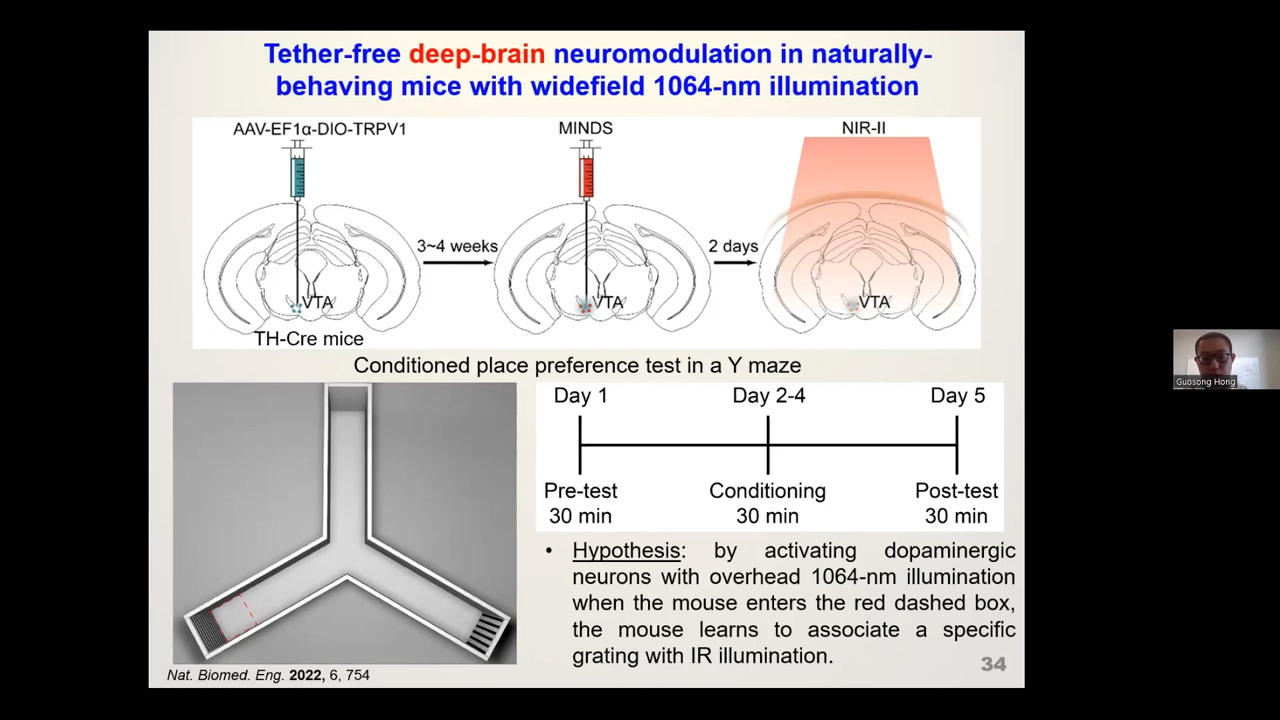 Tether-free deep-brain neuromodulation in naturally-
behaving mice with widefield 1064-nm illumination
AAV-EF1α-DIO-TRPV1
MINDS
NIR-II
3~4 weeks
2 days
VTA
VTA
VTA
TH-Cre mice
Conditioned place preference test in a Y maze
Day 1
Day 2-4
Day 5
Pre-test
30 min
Conditioning
30 min
Post-test
30 min
• Hypothesis: by activating dopaminergic
neurons with overhead 1064-nm illumination
when the mouse enters the red dashed box,
the mouse learns to associate a specific
grating with IR illumination.
Nat. Biomed. Eng. 2022, 6, 754
34
Guosong Hong